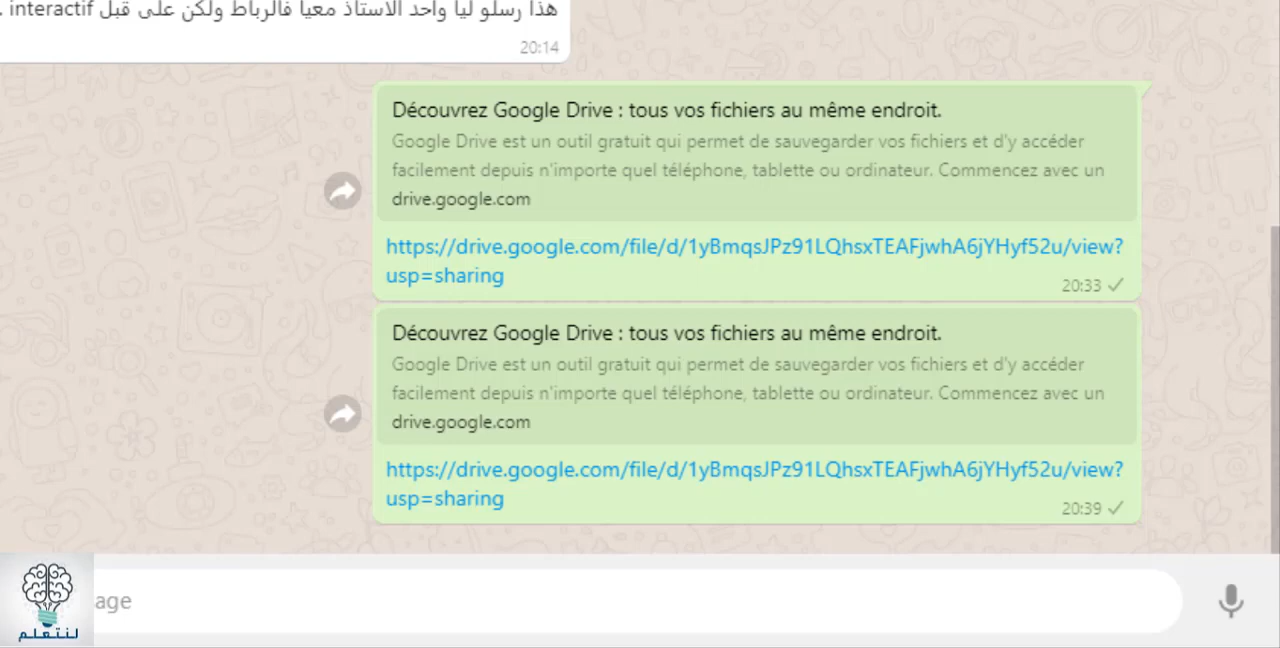 هذا رسلو ليا واحد الاستاذ معيا فالرباط ولكن على قبل interactif .
20:14
Découvrez Google Drive : tous vos fichiers au même endroit.
Google Drive est un outil gratuit qui permet de sauvegarder vos fichiers et d'y accéder
facilement depuis n'importe quel téléphone, tablette ou ordinateur. Commencez avec un
drive.google.com
https://drive.google.com/file/d/1yBmqsJPz91LQhsxTEAFjwhA6jYHyf52u/view?
usp=sharing
20:33
Découvrez Google Drive : tous vos fichiers au même endroit.
Google Drive est un outil gratuit qui permet de sauvegarder vos fichiers et d'y accéder
facilement depuis n'importe quel téléphone, tablette ou ordinateur. Commencez avec un
drive.google.com
https://drive.google.com/file/d/1yBmqsJPz91LQhsxTEAFjwhA6jYHyf52u/view?
usp=sharing
20:39
age
لنتعلم